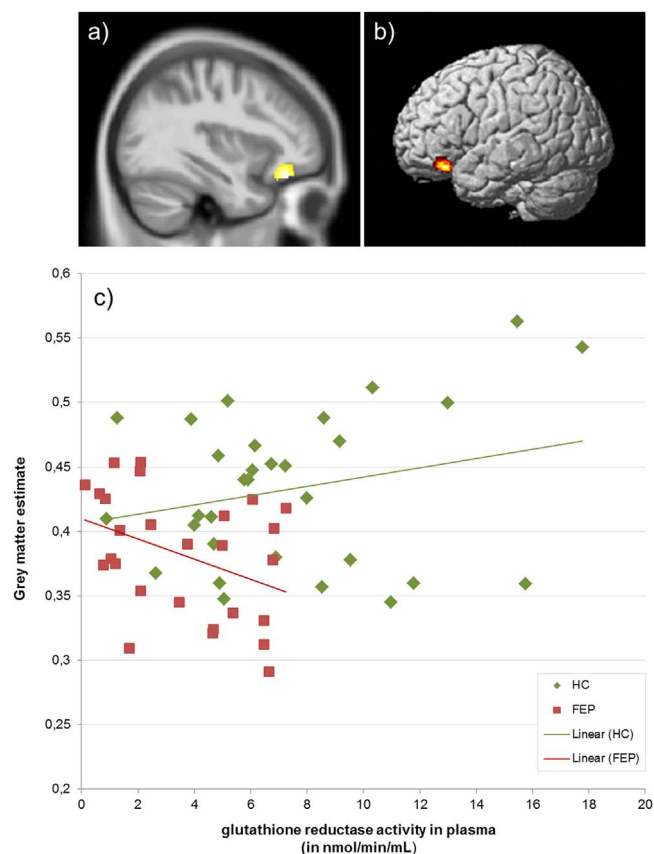 a)
b)
c)
0,6
0,55
0,5
0,45
0,4
0,35
0,3
0,25
0,2
Grey matter estimate
0 2 4 6 8 10 12 14 16 18 20
glutathione reductase activity in plasma
(in nmol/min/mL)
HC
FEP
Linear (HC)
Linear (FEP)